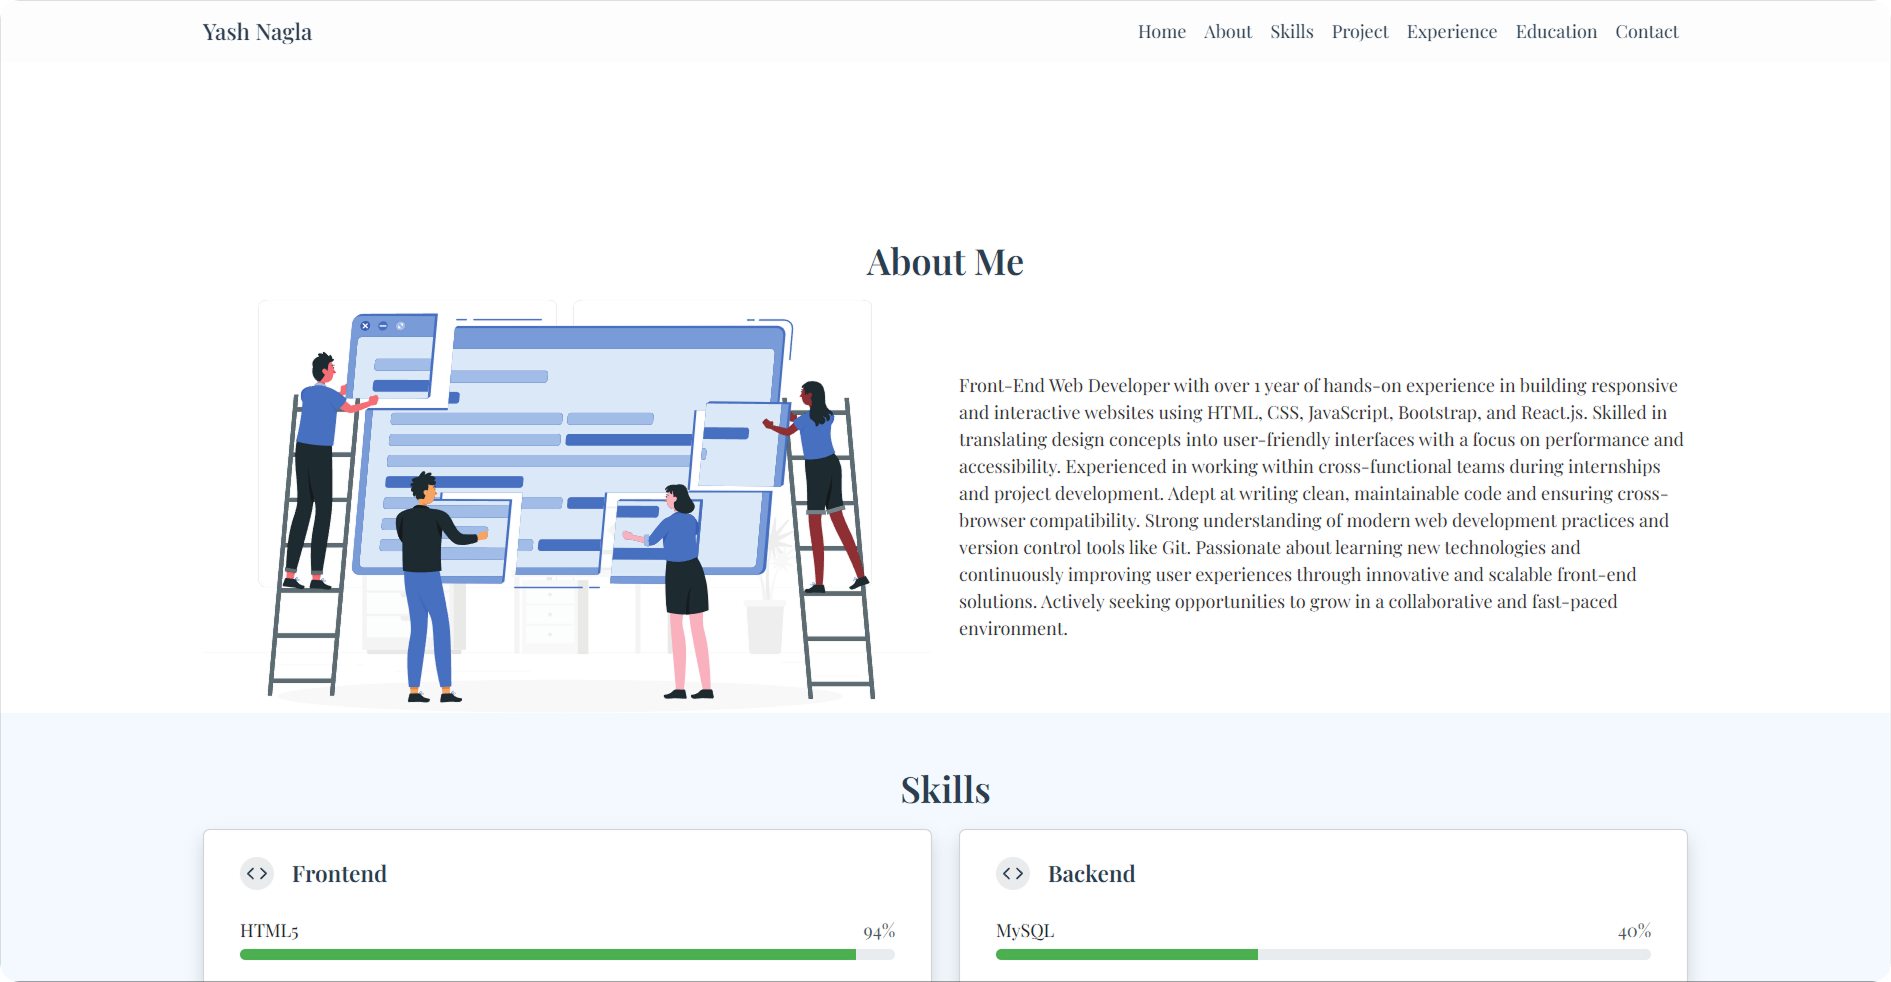 Yash Nagla
Home About Skills Project Experience Education Contact
About Me
Front-End Web Developer with over 1 year of hands-on experience in building responsive
and interactive websites using HTML, CSS, JavaScript, Bootstrap, and React.js. Skilled in
translating design concepts into user-friendly interfaces with a focus on performance and
accessibility. Experienced in working within cross-functional teams during internships
and project development. Adept at writing clean, maintainable code and ensuring cross-
browser compatibility. Strong understanding of modern web development practices and
version control tools like Git. Passionate about learning new technologies and
continuously improving user experiences through innovative and scalable front-end
solutions. Actively seeking opportunities to grow in a collaborative and fast-paced
environment.
Skills
Frontend
HTML5 94%
Backend
MySQL 40%